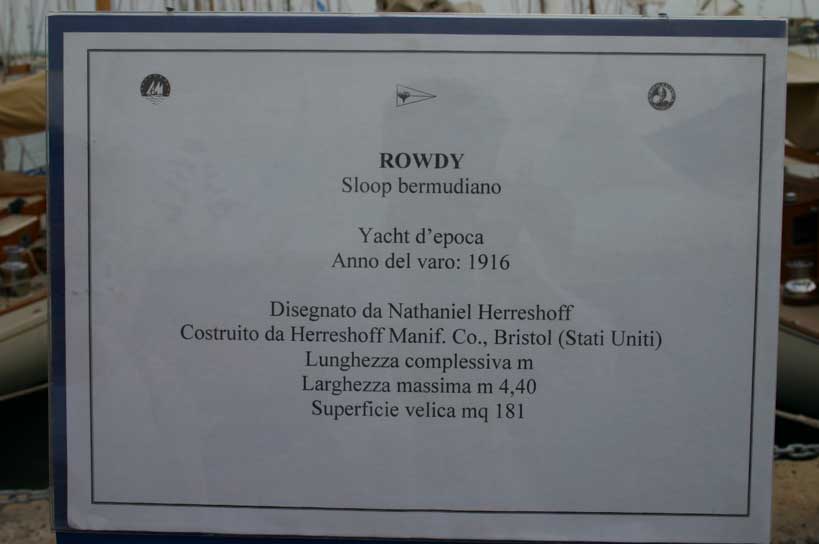 ROWDY
Sloop bermudiano
Yacht d'epoca
Anno del varo: 1916
Disegnato da Nathaniel Herreshoff
Costruito da Herreshoff Manif. Co., Bristol (Stati Uniti)
Lunghezza complessiva m
Larghezza massima m 4,40
Superficie velica mq 181